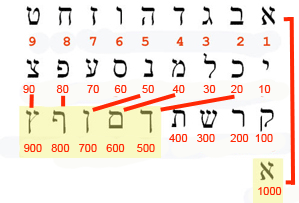 א ב ג ד ה ו ז ח ט
9 8 7 6 5 4 3 2 1
י כ ל מ נ ס ע פ צ
90 80 70 60 50 40 30 20 10
ק ר ש ת ך ם ן ף ץ
900 800 700 600 500 400 300 200 100
א
1000